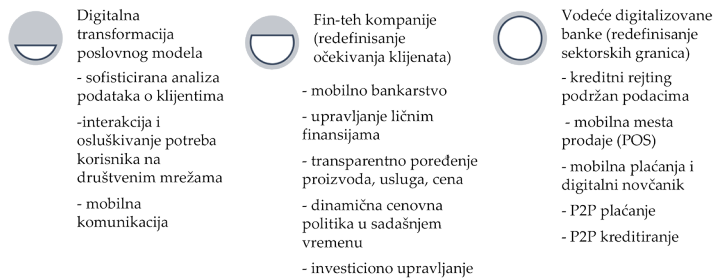 Digitalna
transformacija
poslovnog modela
- sofisticirana analiza
podataka o klijentima
-interakcija i
osluškivanje potreba
korisnika na
društvenim mrežama
- mobilna
komunikacija
Fin-teh kompanije
(redefinisanje
očekivanja klijenata)
- mobilno bankarstvo
- upravljanje ličnim
finansijama
- transparentno poređenje
proizvoda, usluga, cena
- dinamična cenovna
politika u sadašnjem
vremenu
- investiciono upravljanje
Vodeće digitalizovane
banke (redefinisanje
sektorskih granica)
- kreditni rejting
podržan podacima
- mobilna mesta
prodaje (POS)
- mobilna plaćanja i
digitalni novčanik
- P2P plaćanje
- P2P kreditiranje